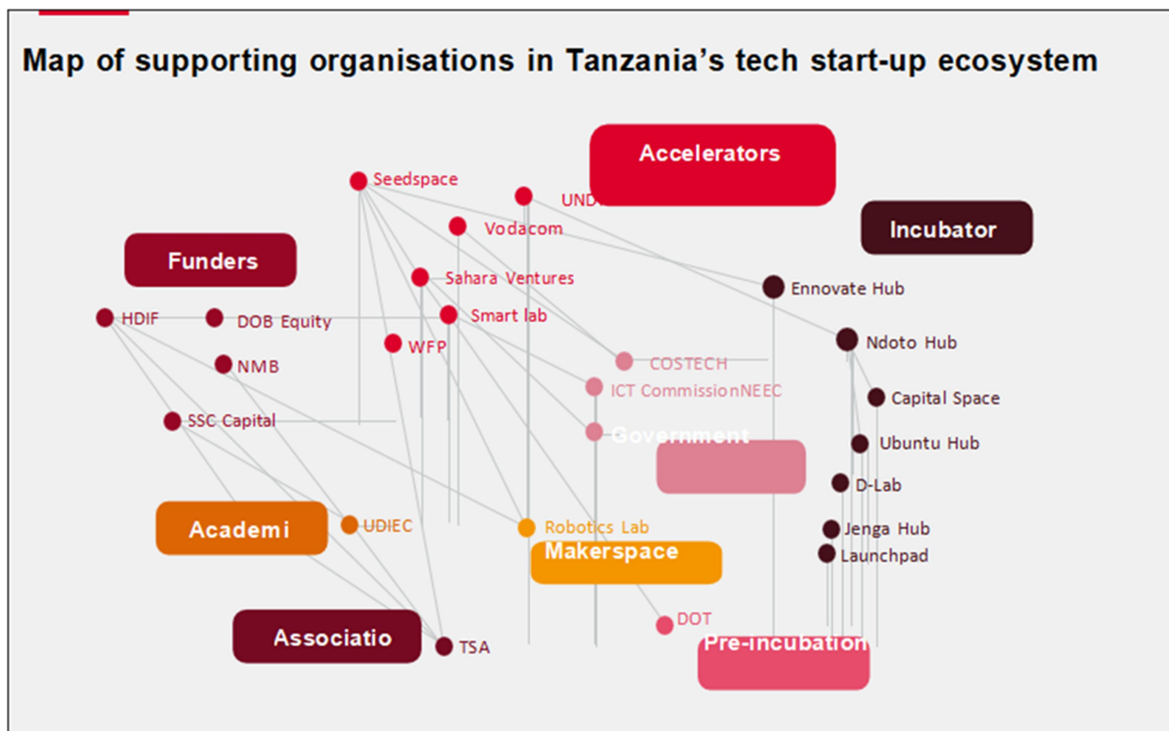 Map of supporting organisations in Tanzania’s tech start-up ecosystem
Accelerators
Seedspace
UND
Vodacom
Incubator
Funders
Sahara Ventures
Ennovate Hub
HDIF
DOB Equity
Smart lab
WFP
Ndoto Hub
NMB
COSTECH
ICT CommissionNEEC
Capital Space
SSC Capital
Government
Ubuntu Hub
D-Lab
Academi
UDIEC
Robotics Lab
Jenga Hub
Makerspace
Launchpad
DOT
Associatio
TSA
Pre-incubation